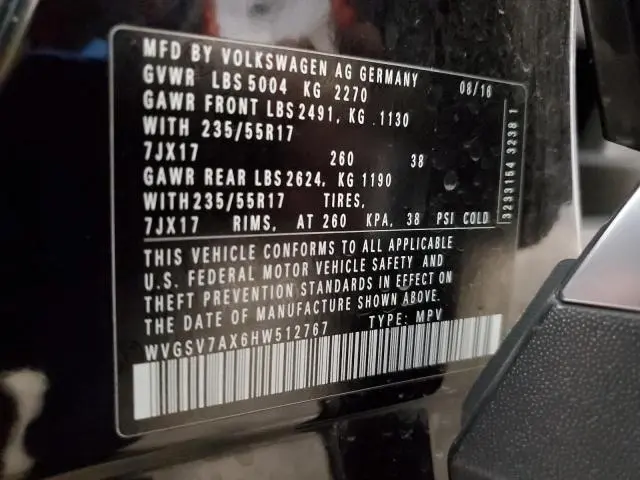 MFD BY VOLKSWAGEN AG GERMANY
GVWR LBS 5004 KG 2270 08/16
GAWR FRONT LBS 2491, KG .1130
WITH 235/55R17
7JX17 260 38
GAWR REAR LBS 2624, KG 1190
WITH235/55R17 TIRES,
7JX17 RIMS, AT 260 KPA, 38 PSI COLD
THIS VEHICLE CONFORMS TO ALL APPLICABLE
U.S. FEDERAL MOTOR VEHICLE SAFETY AND
THEFT PREVENTION STANDARDS IN EFFECT ON
THE DATE OF MANUFACTURE SHOWN ABOVE.
WVGSV7AX6HW512767 TYPE: MPV
3233154 3238 1